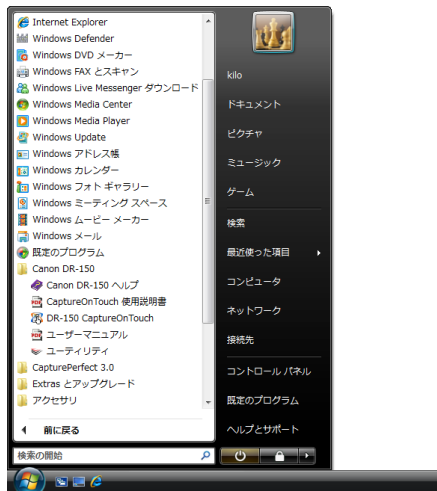 Internet Explorer
Windows Defender
Windows DVD メーカー
Windows FAX とスキャン
Windows Live Messenger ダウンロード
Windows Media Center
Windows Media Player
Windows Update
Windows アドレス帳
Windows カレンダー
Windows フォト ギャラリー
Windows ミーティング スペース
Windows ムービー メーカー
Windows メール
既定のプログラム
Canon DR-150
Canon DR-150 ヘルプ
CaptureOnTouch 使用説明書
DR-150 CaptureOnTouch
ユーザーマニュアル
ユーティリティ
CapturePerfect 3.0
Extras とアップグレード
アクセサリ
前に戻る
検索の開始
kilo
ドキュメント
ピクチャ
ミュージック
ゲーム
検索
最近使った項目
コンピュータ
ネットワーク
接続先
コントロール パネル
既定のプログラム
ヘルプとサポート